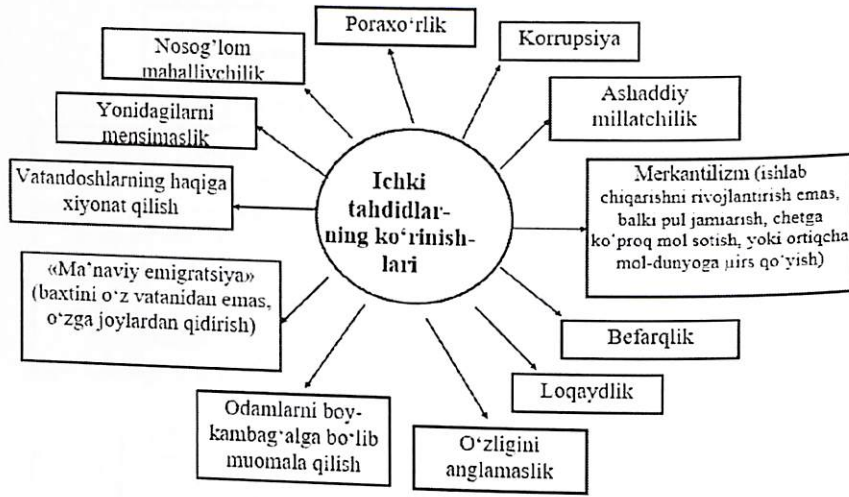 Poraxo‘rlik
Korrupsiya
Nosog’lom
mahalliychilik
Ashaddiy
millatchilik
Yonidagilarni
mensimaslik
Merkantilizm (ishlab
chiqarishni rivojlantirish emas,
balki pul jamiarish, chetga
ko‘proq mol sotish, yoki ortiqcha
mol-dunyoga hirs qo‘yish)
Vatandoshlarning haqiga
xiyonat qilish
Ichki
tahdidlar-
ning ko‘rinish-
lari
«Ma’naviy emigratsiya»
(baxtini o‘z vatanidan emas,
o‘zga joylardan qidirish)
Befarqlik
Loqaydlik
Odamlarni boy-
kambag‘alga bo‘lib
muomala qilish
O‘zligini
anglamaslik